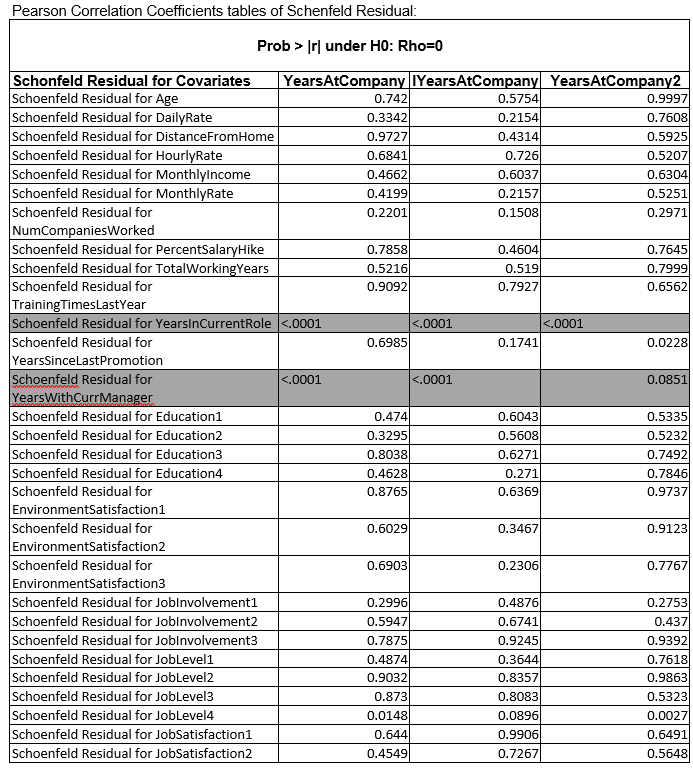 Pearson Correlation Coefficients tables of Schenfeld Residual:
Prob > |r| under H0: Rho=0
Schonfeld Residual for Covariates YearsAtCompany lYearsAtCompany YearsAtCompany2
Schoenfeld Residual for Age 0.742 0.5754 0.9997
Schoenfeld Residual for DailyRate 0.3342 0.2154 0.7608
Schoenfeld Residual for DistanceFromHome 0.9727 0.4314 0.5925
Schoenfeld Residual for HourlyRate 0.6841 0.726 0.5207
Schoenfeld Residual for MonthlyIncome 0.4662 0.6037 0.6304
Schoenfeld Residual for MonthlyRate 0.4199 0.2157 0.5251
Schoenfeld Residual for 0.2201 0.1508 0.2971
NumCompaniesWorked
Schoenfeld Residual for PercentSalaryHike 0.7858 0.4604 0.7645
Schoenfeld Residual for TotalWorkingYears 0.5216 0.519 0.7999
Schoenfeld Residual for 0.9092 0.7927 0.6562
TrainingTimesLastYear
Schoenfeld Residual for YearsInCurrentRole <.0001 <.0001 <.0001
Schoenfeld Residual for 0.6985 0.1741 0.0228
YearsSinceLastPromotion
Schoenfeld Residual for <.0001 <.0001 0.0851
YearsWithCurrManager
Schoenfeld Residual for Education1 0.474 0.6043 0.5335
Schoenfeld Residual for Education2 0.3295 0.5608 0.5232
Schoenfeld Residual for Education3 0.8038 0.6271 0.7492
Schoenfeld Residual for Education4 0.4628 0.271 0.7846
Schoenfeld Residual for 0.8765 0.6369 0.9737
EnvironmentSatisfaction1
Schoenfeld Residual for 0.6029 0.3467 0.9123
EnvironmentSatisfaction2
Schoenfeld Residual for 0.6903 0.2306 0.7767
EnvironmentSatisfaction3
Schoenfeld Residual for JobInvolvement1 0.2996 0.4876 0.2753
Schoenfeld Residual for JobInvolvement2 0.5947 0.6741 0.437
Schoenfeld Residual for JobInvolvement3 0.7875 0.9245 0.9392
Schoenfeld Residual for JobLevel1 0.4874 0.3644 0.7618
Schoenfeld Residual for JobLevel2 0.9032 0.8357 0.9863
Schoenfeld Residual for JobLevel3 0.873 0.8083 0.5323
Schoenfeld Residual for JobLevel4 0.0148 0.0896 0.0027
Schoenfeld Residual for JobSatisfaction1 0.644 0.9906 0.6491
Schoenfeld Residual for JobSatisfaction2 0.4549 0.7267 0.5648